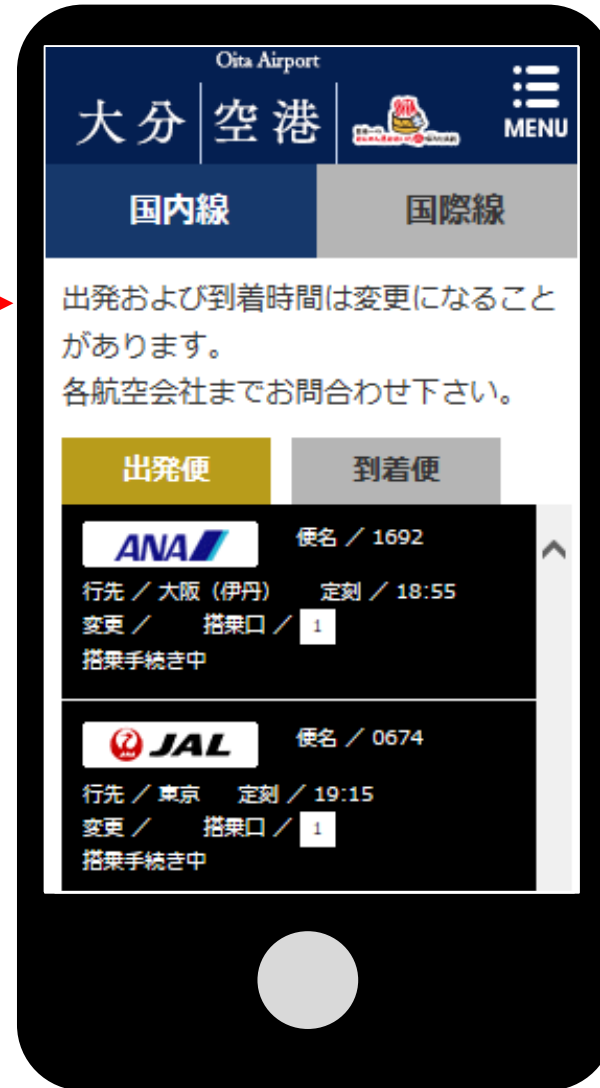 Oita Airport
大分 空港
MENU
国内線 国際線
出発および到着時間は変更になること
があります。
各航空会社までお問合わせ下さい。
出発便 到着便
ANA 便名 ／ 1692
行先 ／ 大阪（伊丹） 定刻 ／ 18:55
変更 ／ 搭乗口 ／ 1
搭乗手続き中
JAL 便名 ／ 0674
行先 ／ 東京 定刻 ／ 19:15
変更 ／ 搭乗口 ／ 1
搭乗手続き中